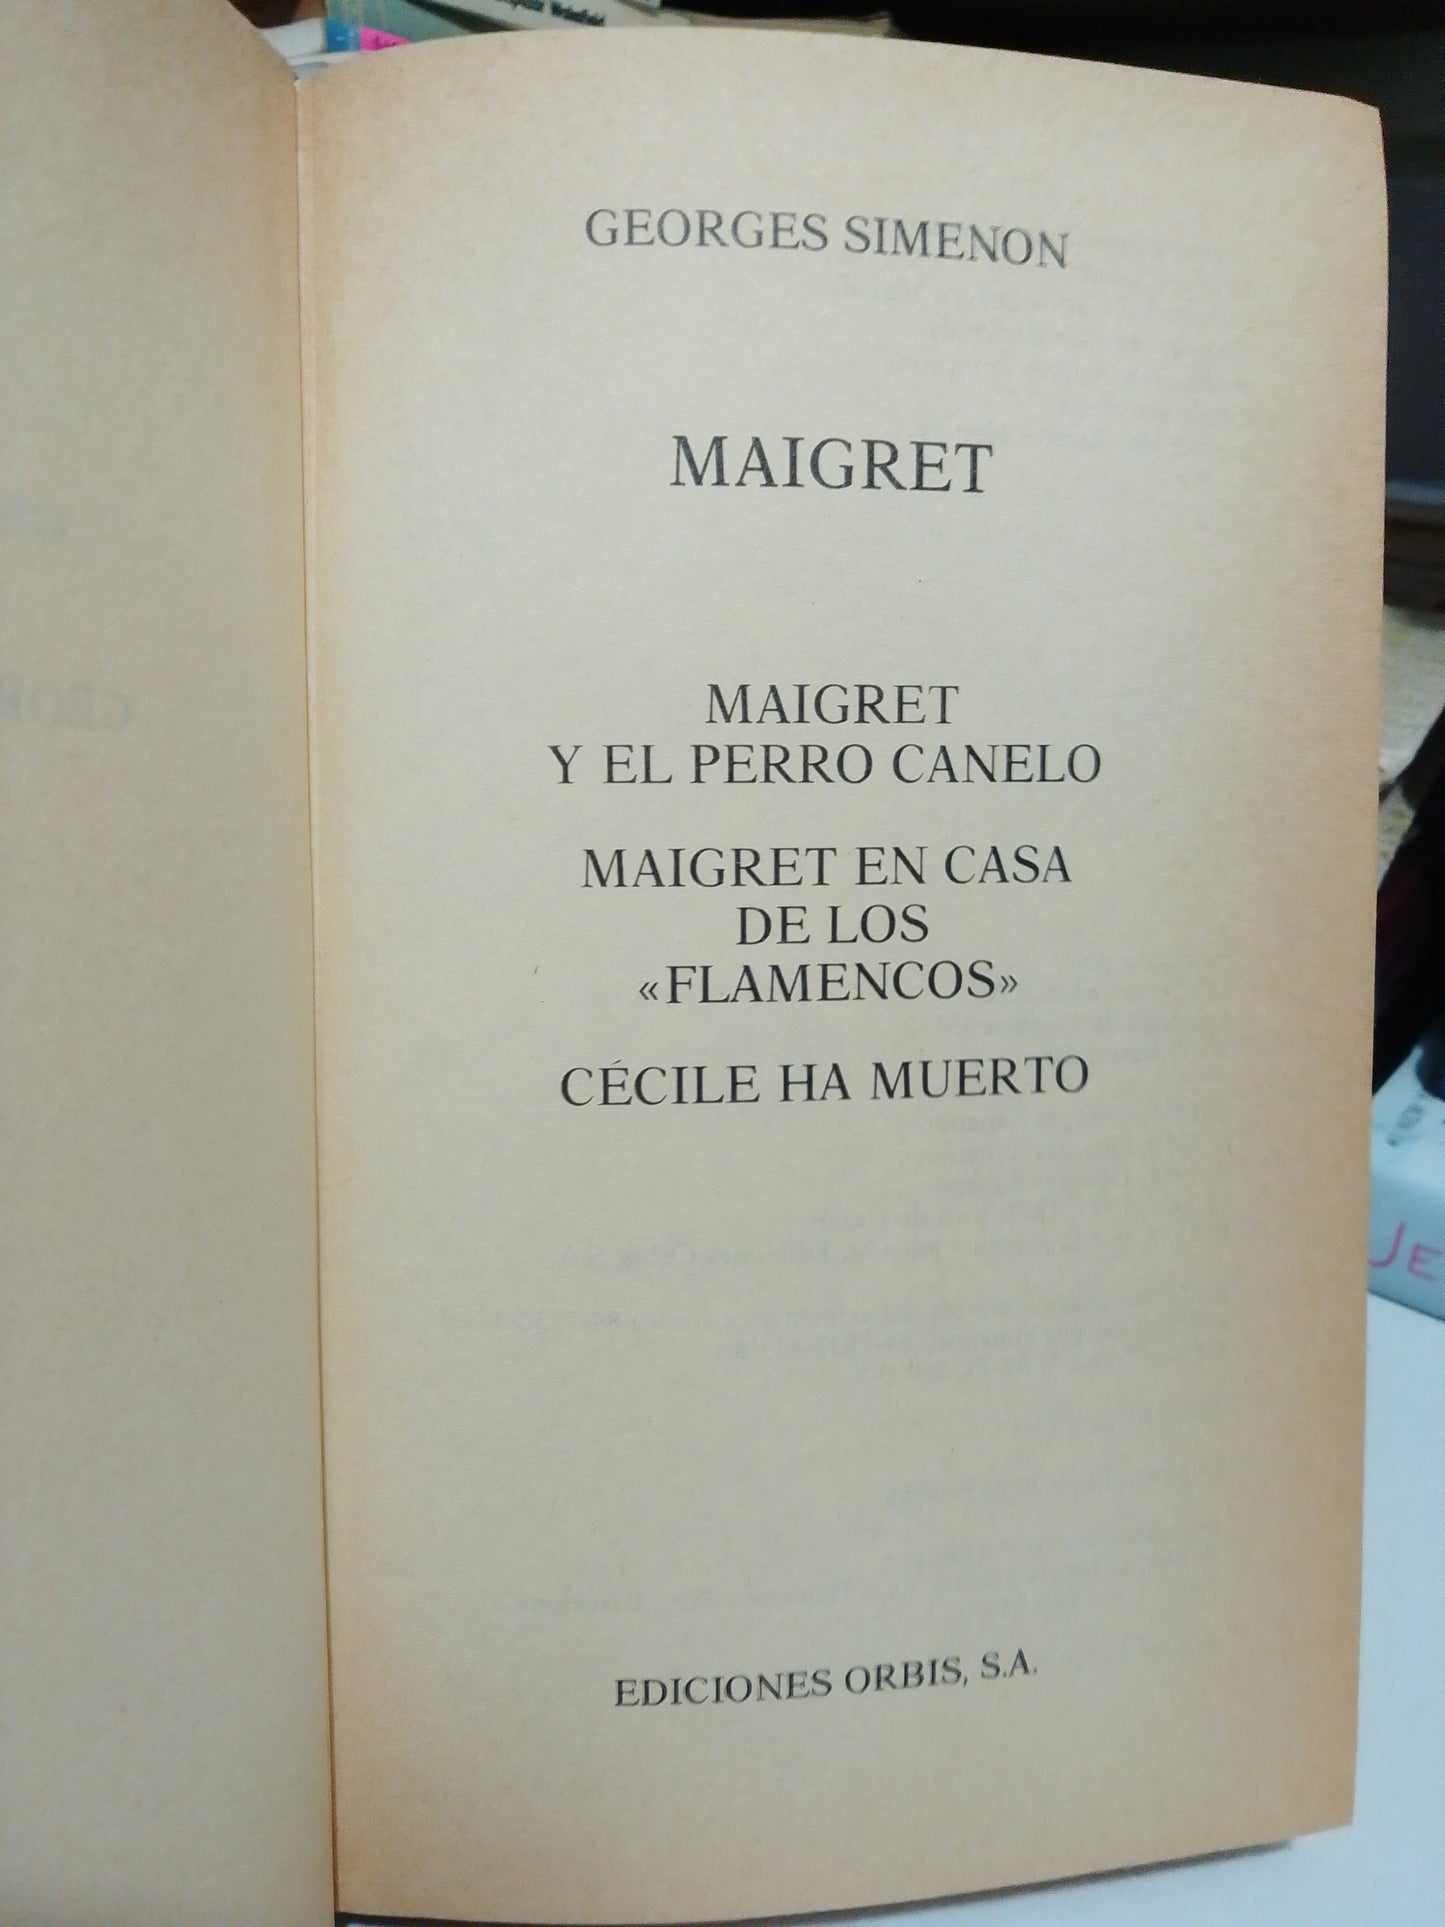 GEORGES SIMENON
MAIGRET
MAIGRET
Y EL PERRO CANELO
MAIGRET EN CASA
DE LOS
«FLAMENCOS»
CÉCILE HA MUERTO
EDICIONES ORBIS, S.A.